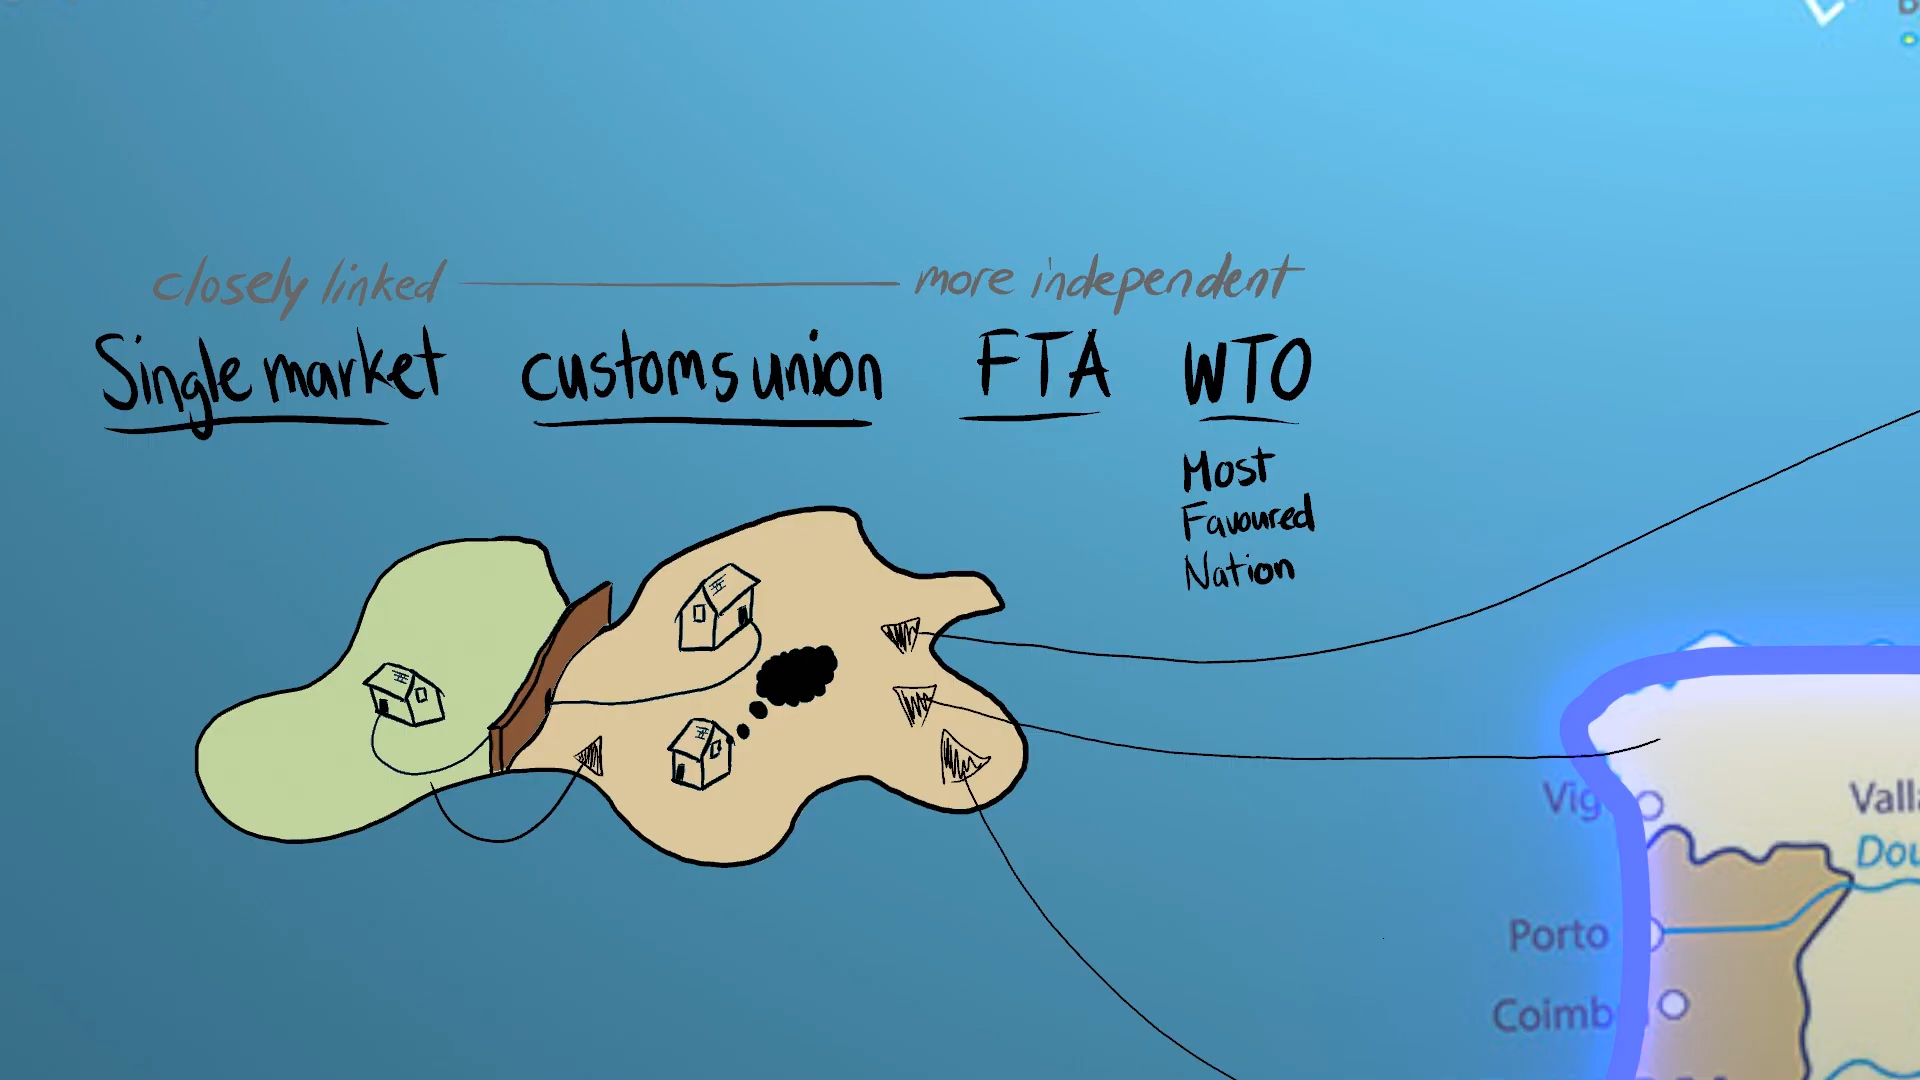 closely linked more independent
Single market customs union FTA WTO
Most
Favoured
Nation
Porto